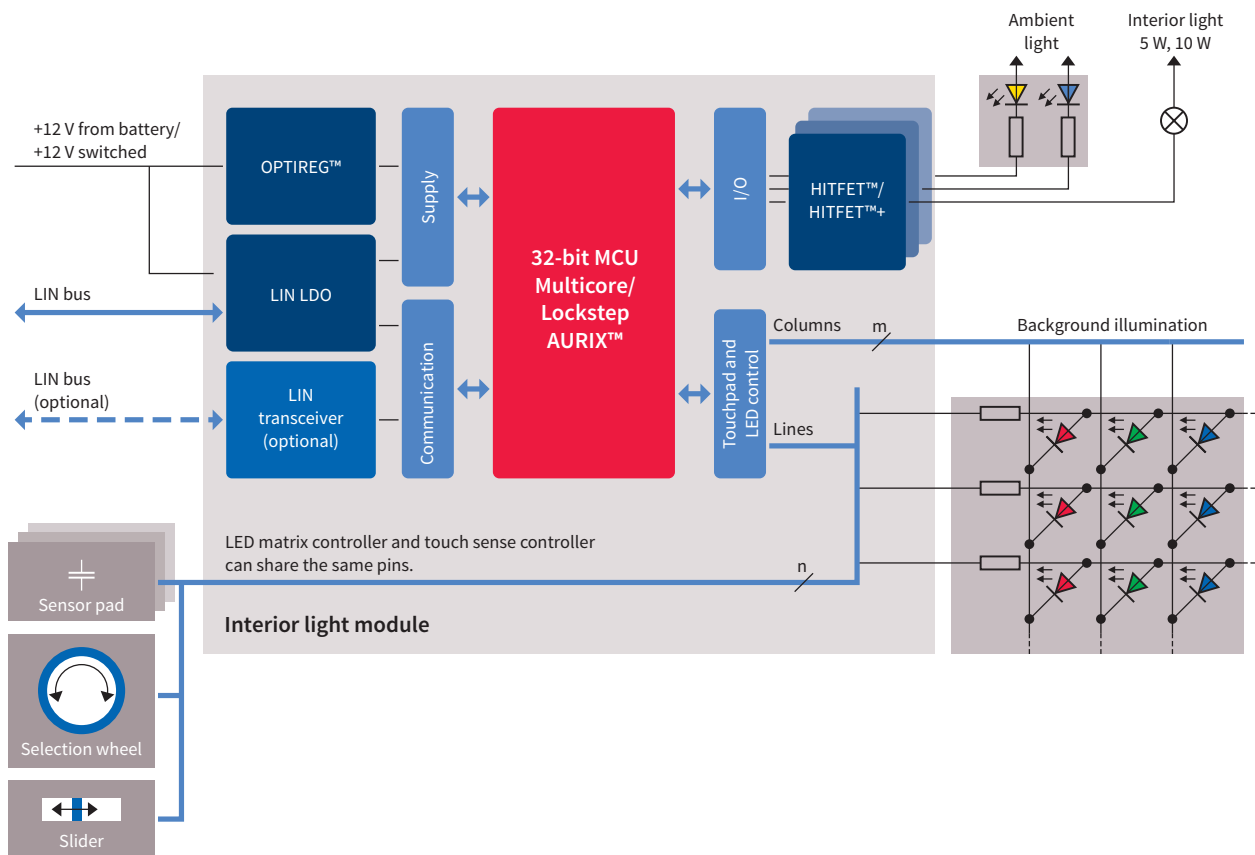 Ambient
light
Interior light
5 W, 10 W
+12 V from battery/
+12 V switched
OPTIREG™
Supply
32-bit MCU
Multicore/
Lockstep
AURIX™
I/O
HITFET™/
HITFET™+
LIN bus
LIN LDO
LIN bus
(optional)
LIN
transceiver
(optional)
Communication
Touchpad and
LED control
Columns
m
Background illumination
Lines
LED matrix controller and touch sense controller
can share the same pins.
n
Interior light module
Sensor pad
Selection wheel
Slider